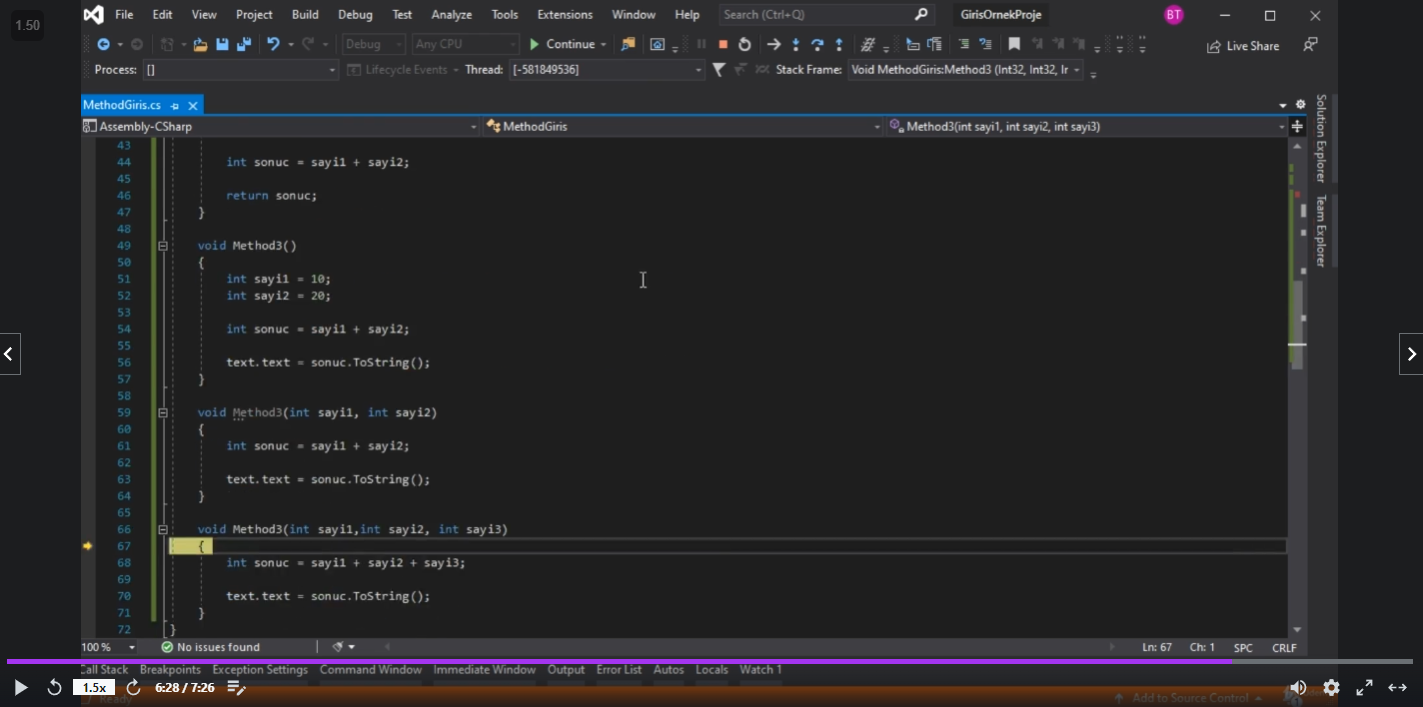 1.50
File Edit View Project Build Debug Test Analyze Tools Extensions Window Help Search (Ctrl+Q) GirisOrnekProje BT
Debug Any CPU Continue Live Share
Process: [] Lifecycle Events Thread: [-581849536] Stack Frame: Void MethodGiris:Method3 (Int32, Int32, Ir
MethodGiris.cs
Assembly-CSharp MethodGiris Method3(int sayi1, int sayi2, int sayi3)
Solution Explorer
Team Explorer
43
44 int sonuc = sayi1 + sayi2;
45
46 return sonuc;
47 }
48
49 void Method3()
50 {
51 int sayi1 = 10;
52 int sayi2 = 20;
53
54 int sonuc = sayi1 + sayi2;
55
56 text.text = sonuc.ToString();
57 }
58
59 void Method3(int sayi1, int sayi2)
60 {
61 int sonuc = sayi1 + sayi2;
62
63 text.text = sonuc.ToString();
64 }
65
66 void Method3(int sayi1,int sayi2, int sayi3)
67 {
68 int sonuc = sayi1 + sayi2 + sayi3;
69
70 text.text = sonuc.ToString();
71 }
72 }
100 % No issues found Ln: 67 Ch: 1 SPC CRLF
Call Stack Breakpoints Exception Settings Command Window Immediate Window Output Error List Autos Locals Watch 1
1.5x 6:28 / 7:26
Ready Add to Source Control